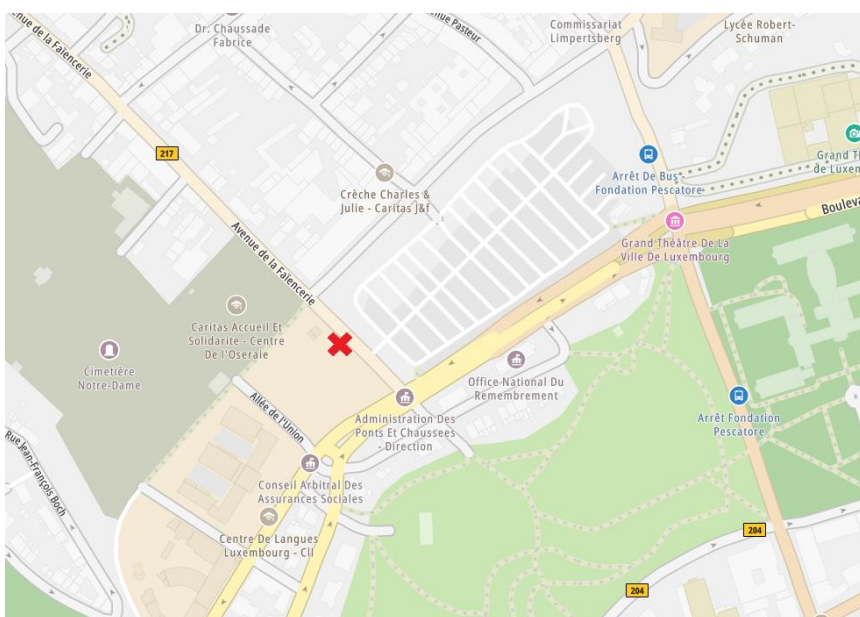 Avenue de la Faïencerie
Dr. Chaussade
Fabrice
Avenue Pasteur
Commissariat
Limpertsberg
Lycée Robert-
Schuman
217
Crèche Charles &
Julie - Caritas J&f
Arrêt De Bus
Fondation Pescatore
Grand Th
de Luxem
Bouleva
Grand Théâtre De La
Ville De Luxembourg
Avenue de la Faïencerie
Caritas Accueil Et
Solidarite - Centre
De l'Oseraie
Cimetière
Notre-Dame
Office National Du
Remembrement
Allée de l'Union
Administration Des
Ponts Et Chaussees
- Direction
Arrêt Fondation
Pescatore
Rue Jean-François Boch
Conseil Arbitral Des
Assurances Sociales
Centre De Langues
Luxembourg - Cll
204
204